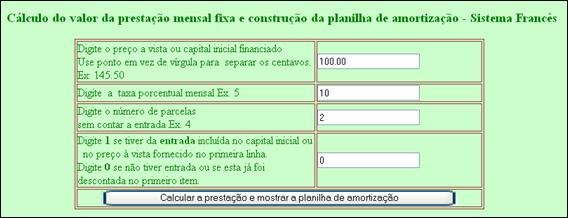 Cálculo do valor da prestação mensal fixa e construção da planilha de amortização - Sistema Francês
Digite o preço a vista ou capital inicial financiado
Use ponto em vez de vírgula para separar os centavos.
Ex: 145.50
100.00
Digite a taxa porcentual mensal Ex. 5
10
Digite o número de parcelas
sem contar a entrada Ex. 4
2
Digite 1 se tiver da entrada incluída no capital inicial ou
no preço à vista fornecido no primeira linha.
Digite 0 se não tiver entrada ou se esta já foi
descontada no primeiro item.
0
Calcular a prestação e mostrar a planilha de amortização